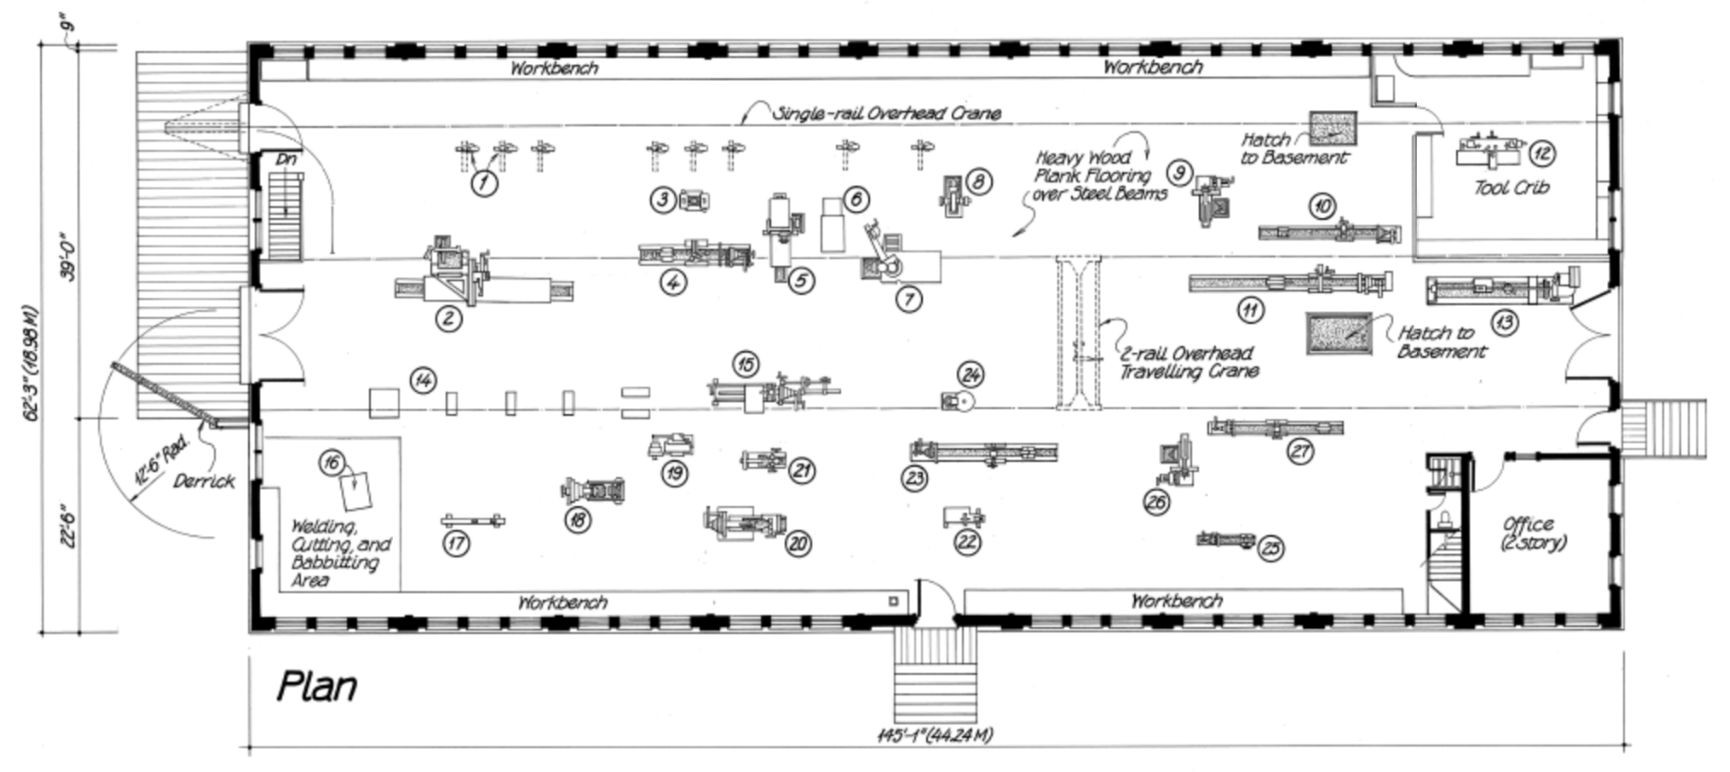 9"
Workbench
Workbench
Single-rail Overhead Crane
Hatch
to Basement
Heavy Wood
Plank Flooring
over Steel Beams
Dn
1
3
6
8
9
12
Tool Crib
10
39'-0"
62'-3" (18.98 M)
2
4
5
7
11
13
Hatch to
Basement
2-rail Overhead
Travelling Crane
14
15
24
12'-6" Rad.
Derrick
16
19
21
23
27
26
22'-6"
Welding,
Cutting, and
Babbitting
Area
17
18
20
22
25
Office
(2 story)
Workbench
Workbench
Plan
145'-1" (44.24 M)